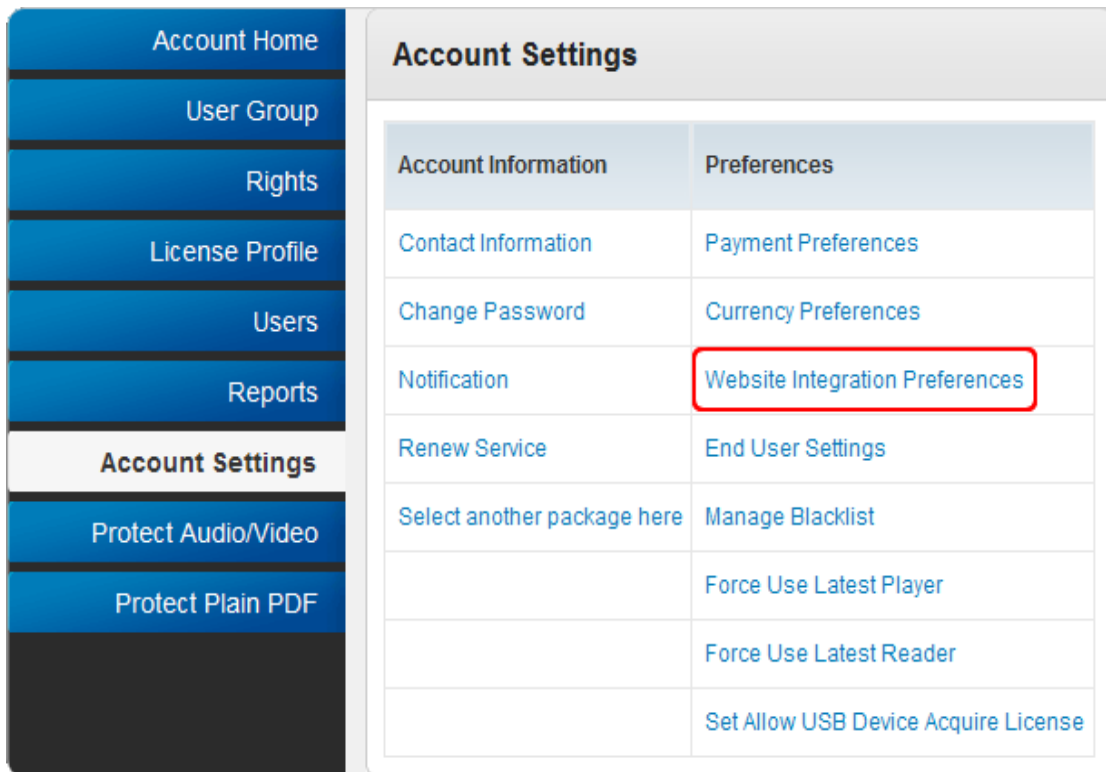 Account Home
User Group
Rights
License Profile
Users
Reports
Account Settings
Protect Audio/Video
Protect Plain PDF
Account Settings
Account Information Preferences
Contact Information Payment Preferences
Change Password Currency Preferences
Notification Website Integration Preferences
Renew Service End User Settings
Select another package here Manage Blacklist
Force Use Latest Player
Force Use Latest Reader
Set Allow USB Device Acquire License